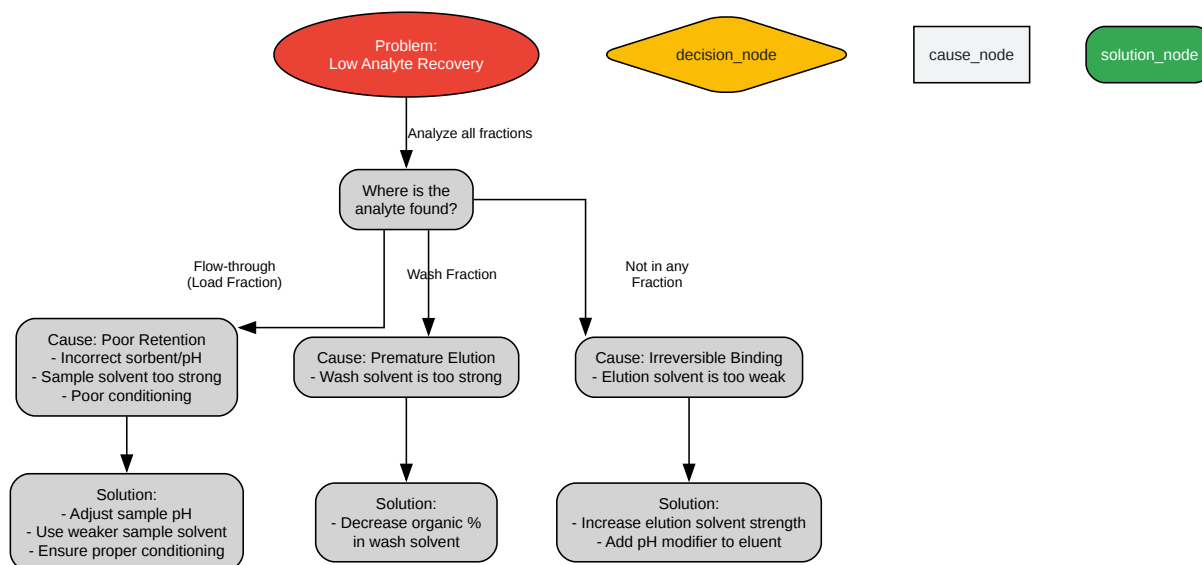 Problem:
Low Analyte Recovery
decision_node
cause_node
solution_node
Analyze all fractions
Where is the
analyte found?
Flow-through
(Load Fraction)
Wash Fraction
Not in any
Fraction
Cause: Poor Retention
- Incorrect sorbent/pH
- Sample solvent too strong
- Poor conditioning
Cause: Premature Elution
- Wash solvent is too strong
Cause: Irreversible Binding
- Elution solvent is too weak
Solution:
- Adjust sample pH
- Use weaker sample solvent
- Ensure proper conditioning
Solution:
- Decrease organic %
in wash solvent
Solution:
- Increase elution solvent strength
- Add pH modifier to eluent